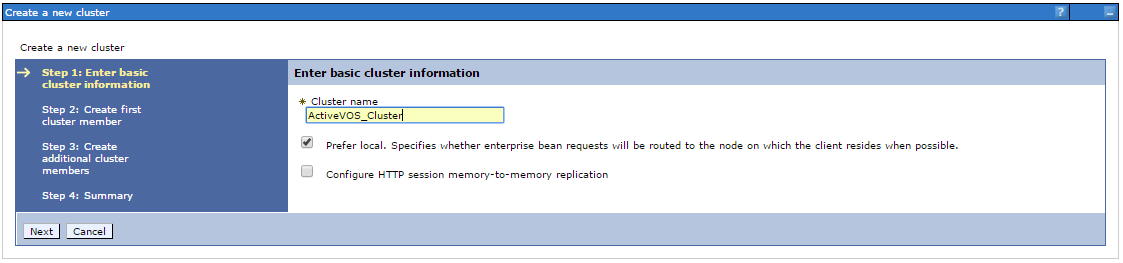 Create a new cluster ?
Create a new cluster
Step 1: Enter basic
cluster information
Step 2: Create first
cluster member
Step 3: Create
additional cluster
members
Step 4: Summary
Enter basic cluster information
* Cluster name
ActiveVOS_Cluster
Prefer local. Specifies whether enterprise bean requests will be routed to the node on which the client resides when possible.
Configure HTTP session memory-to-memory replication
Next Cancel